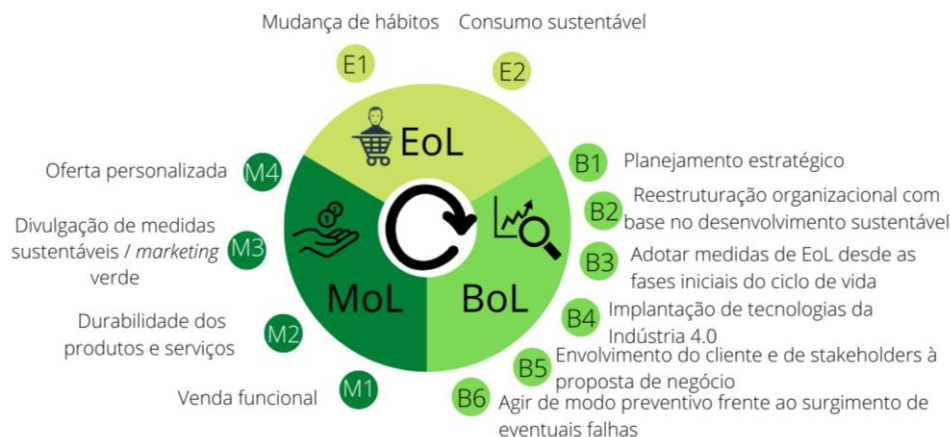 Mudança de hábitos
Consumo sustentável
E1
E2
EoL
Oferta personalizada
M4
B1
Planejamento estratégico
B2
Reestruturação organizacional com
base no desenvolvimento sustentável
Divulgação de medidas
sustentáveis / marketing
verde
M3
B3
Adotar medidas de EoL desde as
fases iniciais do ciclo de vida
MoL
BoL
Durabilidade dos
produtos e serviços
M2
B4
Implantação de tecnologias da
Indústria 4.0
B5
Envolvimento do cliente e de stakeholders à
proposta de negócio
Venda funcional
M1
B6
Agir de modo preventivo frente ao surgimento de
eventuais falhas